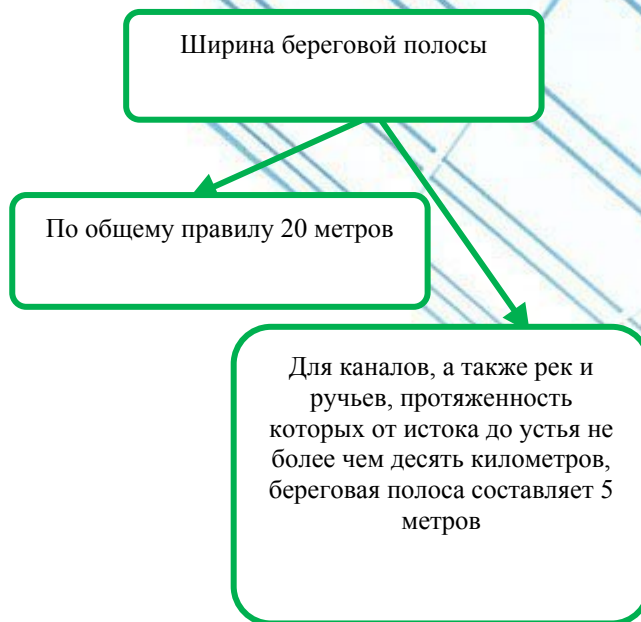 Ширина береговой полосы
По общему правилу 20 метров
Для каналов, а также рек и
ручьев, протяженность
которых от истока до устья не
более чем десять километров,
береговая полоса составляет 5
метров